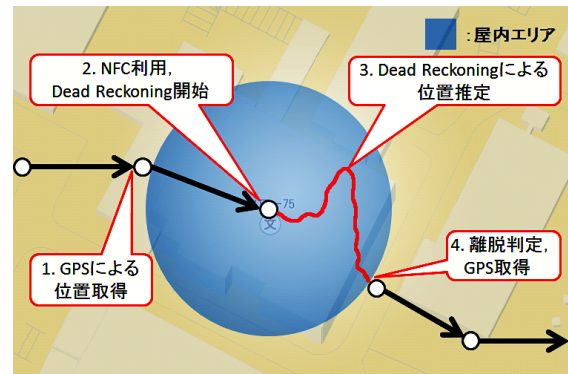 :屋内エリア
2. NFC利用,
Dead Reckoning開始
3. Dead Reckoningによる
位置推定
75
文
1. GPSによる
位置取得
4. 離脱判定,
GPS取得